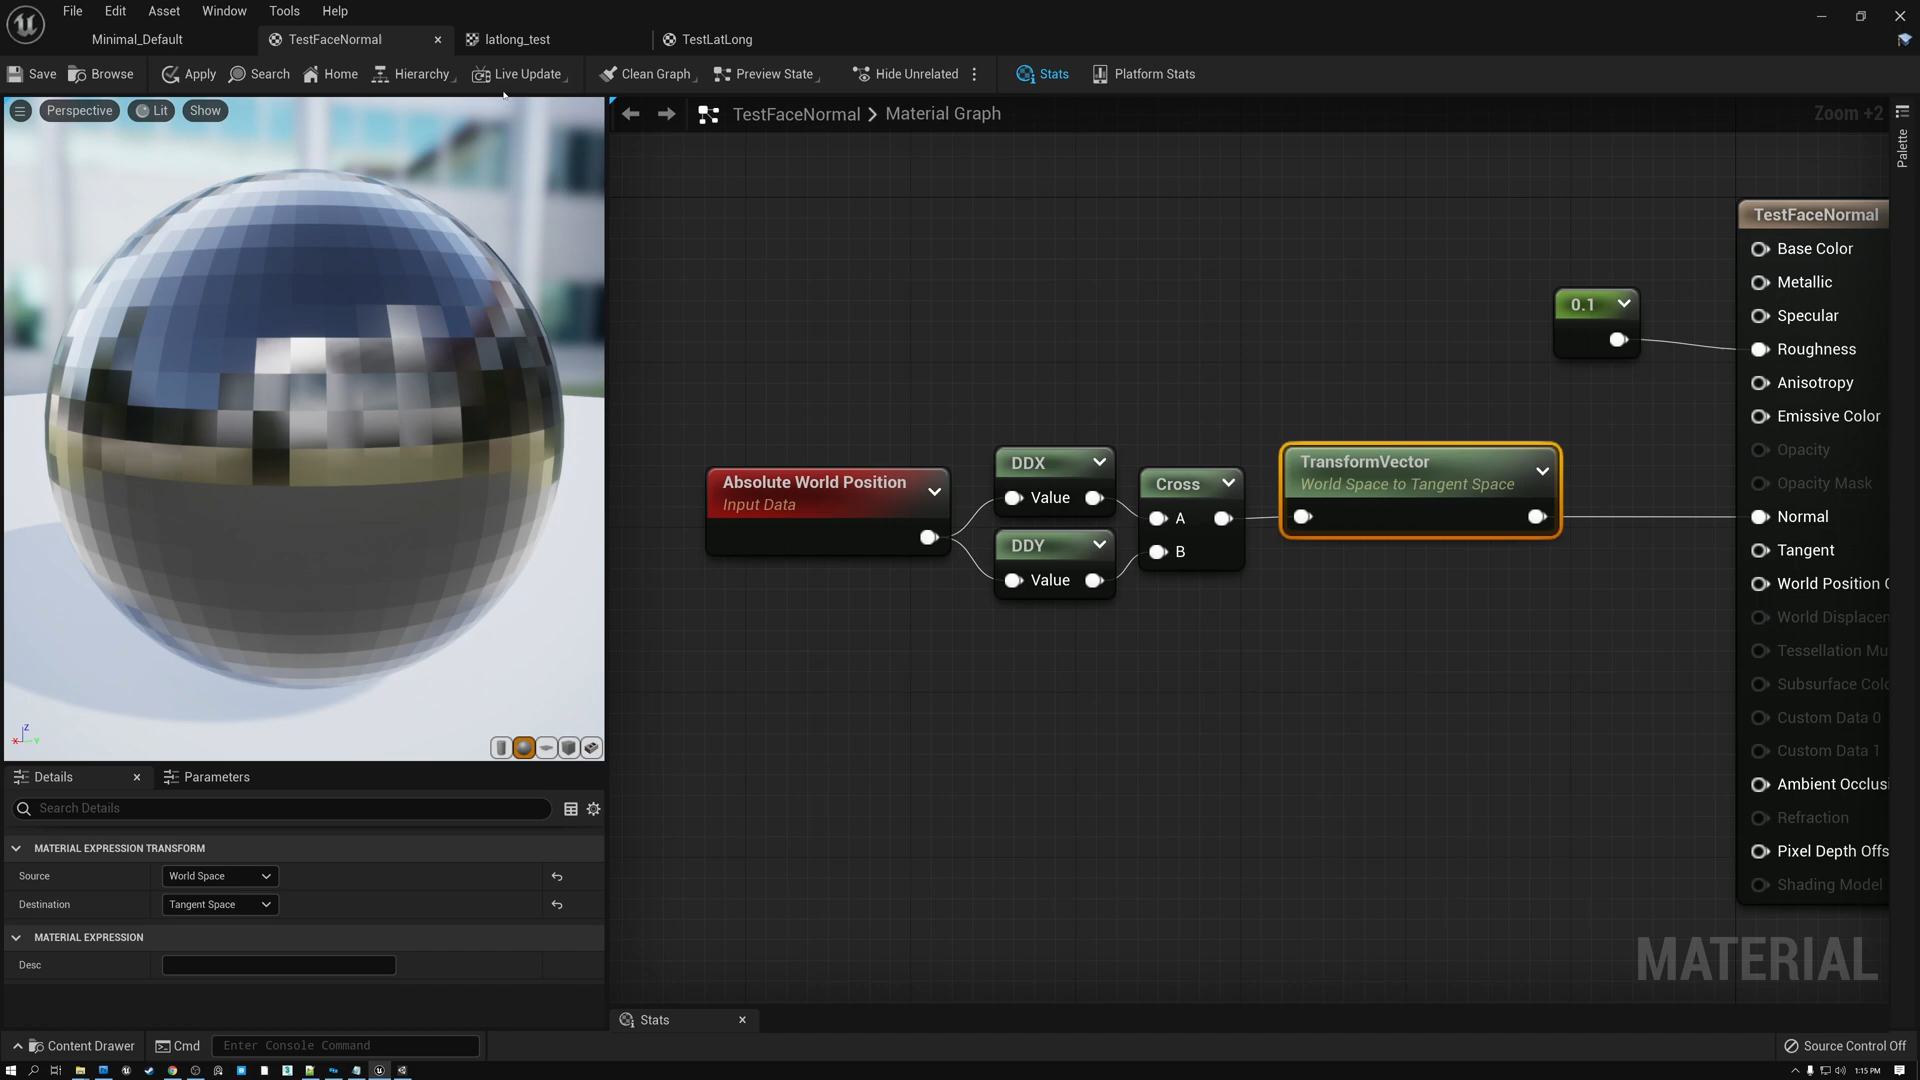 File Edit Asset Window Tools Help
Minimal_Default TestFaceNormal latlong_test TestLatLong
Save Browse Apply Search Home Hierarchy Live Update Clean Graph Preview State Hide Unrelated Stats Platform Stats
Perspective Lit Show
TestFaceNormal > Material Graph
Zoom +2
Palette
TestFaceNormal
Base Color
Metallic
Specular
Roughness
Anisotropy
Emissive Color
Opacity
Opacity Mask
Normal
Tangent
World Position O
World Displacem
Tessellation Mu
Subsurface Colo
Custom Data 0
Custom Data 1
Ambient Occlusi
Refraction
Pixel Depth Offs
Shading Model
0.1
Absolute World Position
Input Data
DDX
Value
DDY
Value
Cross
A
B
TransformVector
World Space to Tangent Space
MATERIAL
Z
X Y
Details Parameters
Search Details
MATERIAL EXPRESSION TRANSFORM
Source World Space
Destination Tangent Space
MATERIAL EXPRESSION
Desc
Stats
Content Drawer Cmd Enter Console Command Source Control Off
1:15 PM